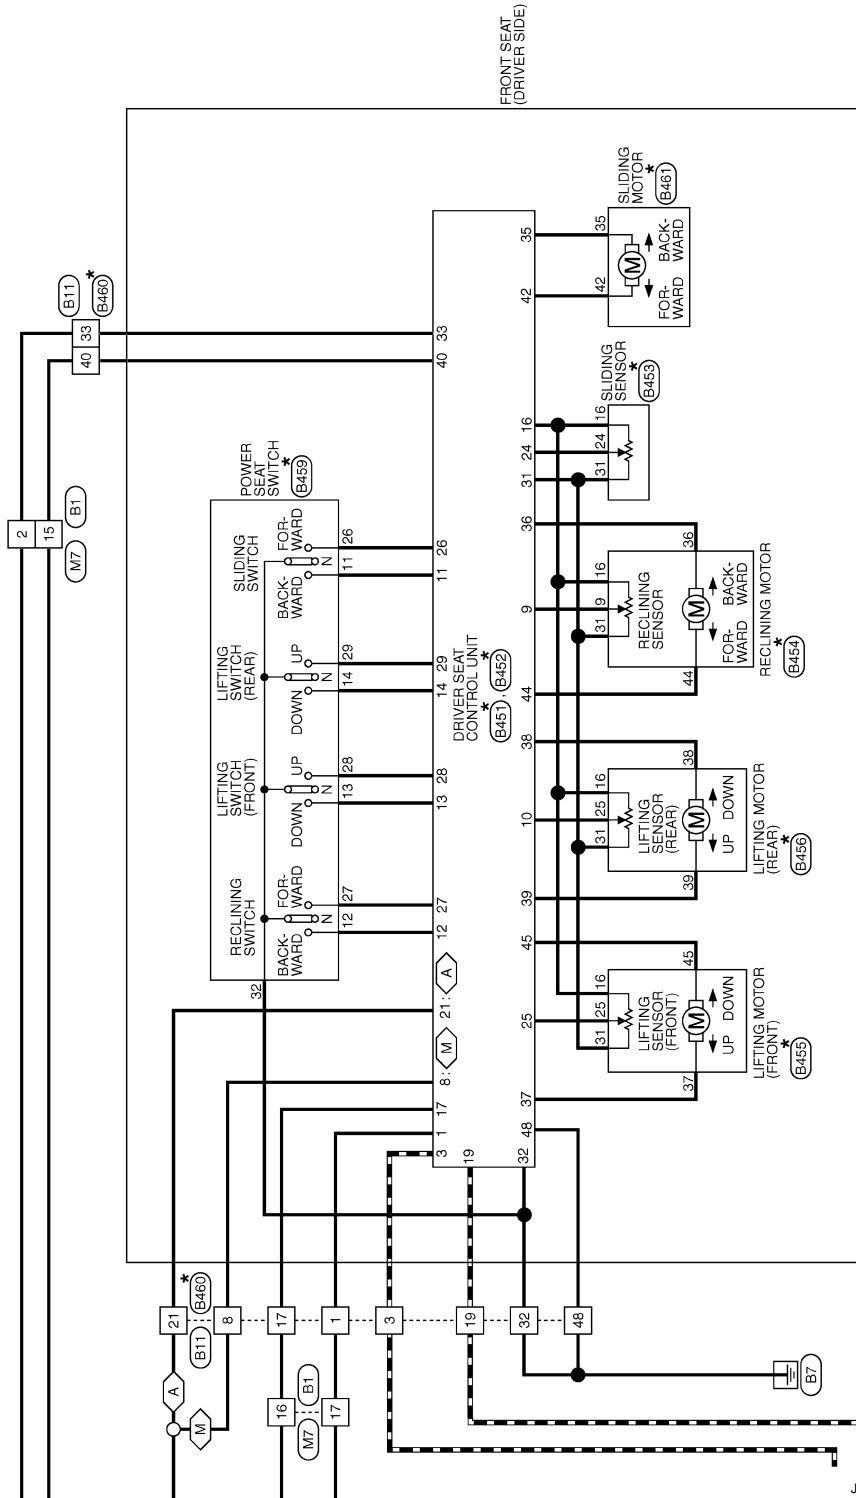 FRONT SEAT
(DRIVER SIDE)
SLIDING
MOTOR
*
B461
35
42
BACK-
WARD
FOR-
WARD
M
35
42
B11
*
B460
33
40
33
40
SLIDING
SENSOR
*
B453
16
24
31
16
24
31
POWER
SEAT
SWITCH
*
B459
2
15
B1
M7
SLIDING
SWITCH
FOR-
WARD
BACK-
WARD
N
26
11
26
11
LIFTING
SWITCH
(REAR)
UP
DOWN
N
29
14
29
14
LIFTING
SWITCH
(FRONT)
UP
DOWN
N
28
13
28
13
RECLINING
SWITCH
FOR-
WARD
BACK-
WARD
N
27
12
27
12
32
DRIVER SEAT
CONTROL UNIT
*
B451
,
*
B452
36
9
44
36
16
9
31
44
RECLINING
SENSOR
M
BACK-
WARD
FOR-
WARD
RECLINING MOTOR
*
B454
38
10
39
38
16
25
31
39
LIFTING
SENSOR
(REAR)
M
UP
DOWN
LIFTING MOTOR
(REAR)
*
B456
45
25
37
45
16
25
31
37
LIFTING
SENSOR
(FRONT)
M
UP
DOWN
LIFTING MOTOR
(FRONT)
*
B455
21: A
8: M
17
1
3
19
32
48
*
B460
B11
21
8
17
1
3
19
32
48
A
M
16
17
B1
M7
B7
J